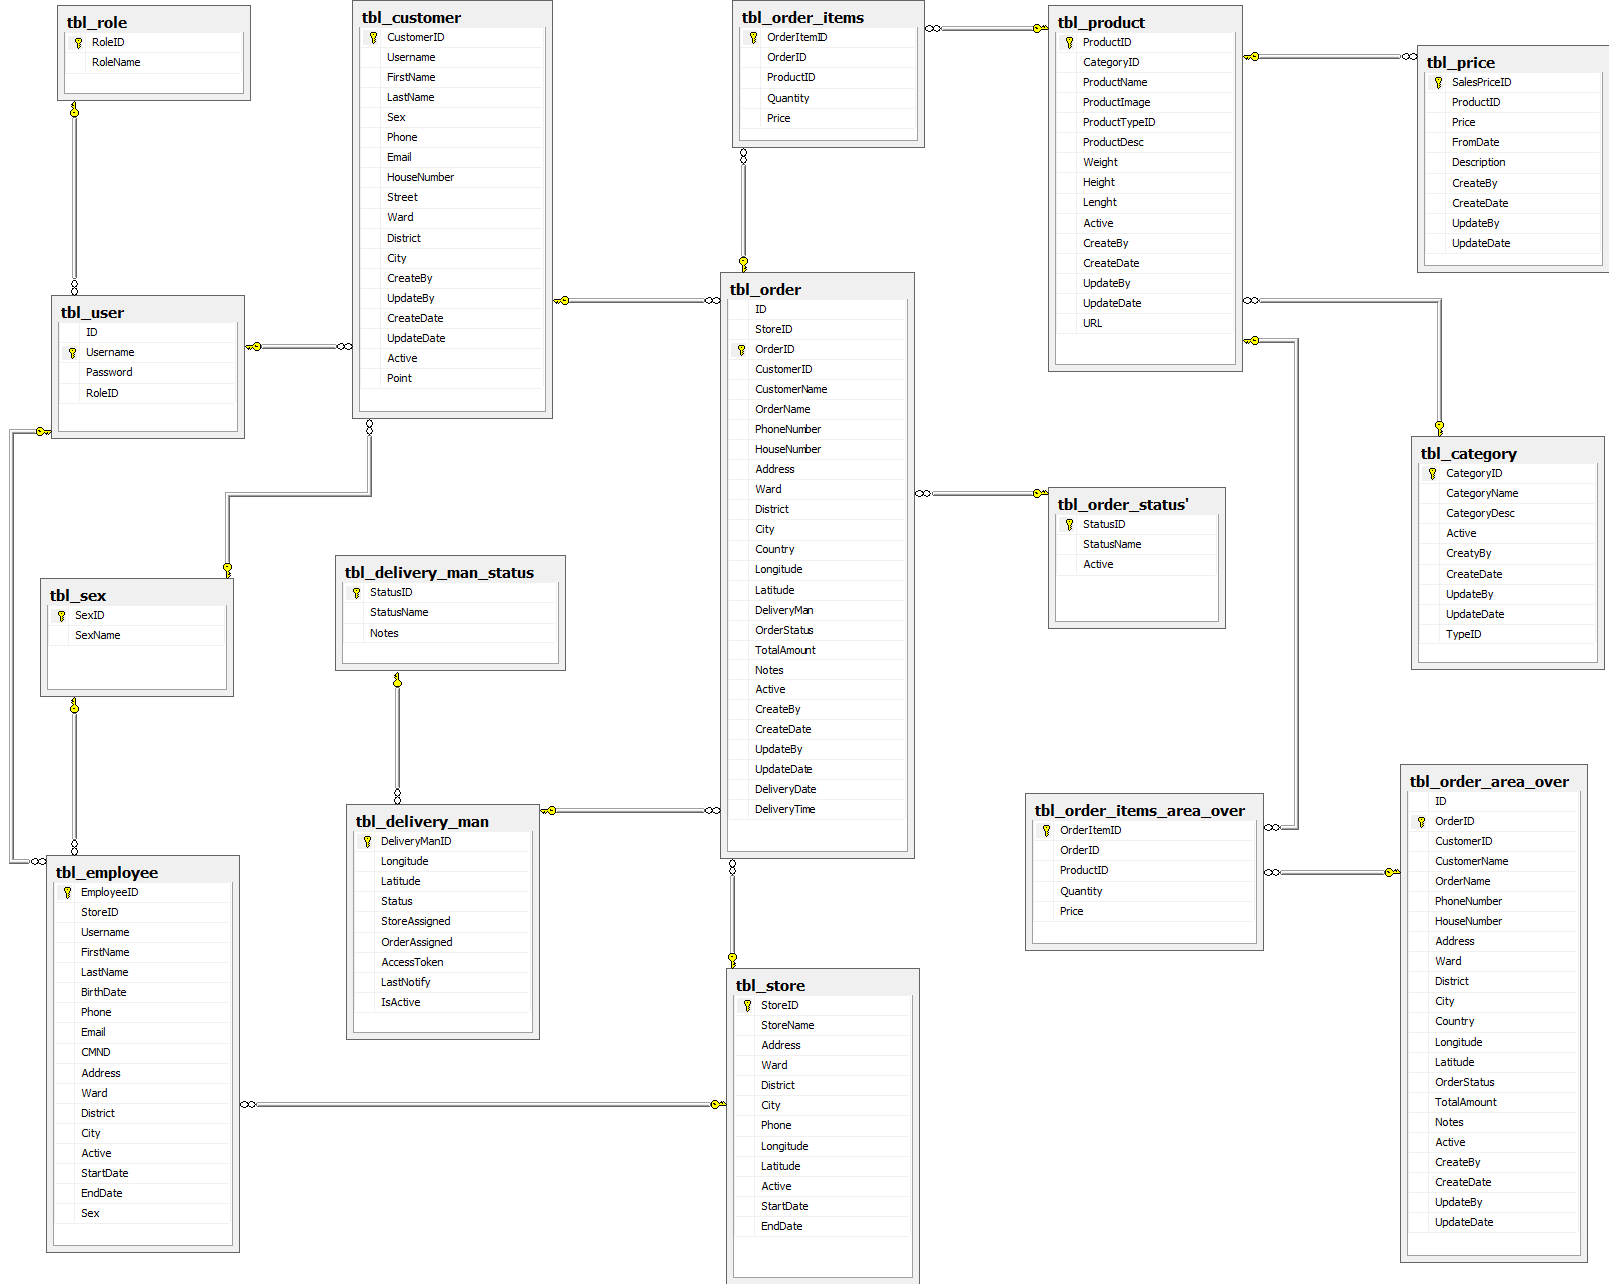 tbl_role
RoleID
RoleName
tbl_customer
CustomerID
Username
FirstName
LastName
Sex
Phone
Email
HouseNumber
Street
Ward
District
City
CreateBy
UpdateBy
CreateDate
UpdateDate
Active
Point
tbl_order_items
OrderItemID
OrderID
ProductID
Quantity
Price
tbl_product
ProductID
CategoryID
ProductName
ProductImage
ProductTypeID
ProductDesc
Weight
Height
Lenght
Active
CreateBy
CreateDate
UpdateBy
UpdateDate
URL
tbl_price
SalesPriceID
ProductID
Price
FromDate
Description
CreateBy
CreateDate
UpdateBy
UpdateDate
tbl_user
ID
Username
Password
RoleID
tbl_order
ID
StoreID
OrderID
CustomerID
CustomerName
OrderName
PhoneNumber
HouseNumber
Address
Ward
District
City
Country
Longitude
Latitude
DeliveryMan
OrderStatus
TotalAmount
Notes
Active
CreateBy
CreateDate
UpdateBy
UpdateDate
DeliveryDate
DeliveryTime
tbl_category
CategoryID
CategoryName
CategoryDesc
Active
CreatyBy
CreateDate
UpdateBy
UpdateDate
TypeID
tbl_order_status'
StatusID
StatusName
Active
tbl_sex
SexID
SexName
tbl_delivery_man_status
StatusID
StatusName
Notes
tbl_delivery_man
DeliveryManID
Longitude
Latitude
Status
StoreAssigned
OrderAssigned
AccessToken
LastNotify
IsActive
tbl_employee
EmployeeID
StoreID
Username
FirstName
LastName
BirthDate
Phone
Email
CMND
Address
Ward
District
City
Active
StartDate
EndDate
Sex
tbl_store
StoreID
StoreName
Address
Ward
District
City
Phone
Longitude
Latitude
Active
StartDate
EndDate
tbl_order_items_area_over
OrderItemID
OrderID
ProductID
Quantity
Price
tbl_order_area_over
ID
OrderID
CustomerID
CustomerName
OrderName
PhoneNumber
HouseNumber
Address
Ward
District
City
Country
Longitude
Latitude
OrderStatus
TotalAmount
Notes
Active
CreateBy
CreateDate
UpdateBy
UpdateDate